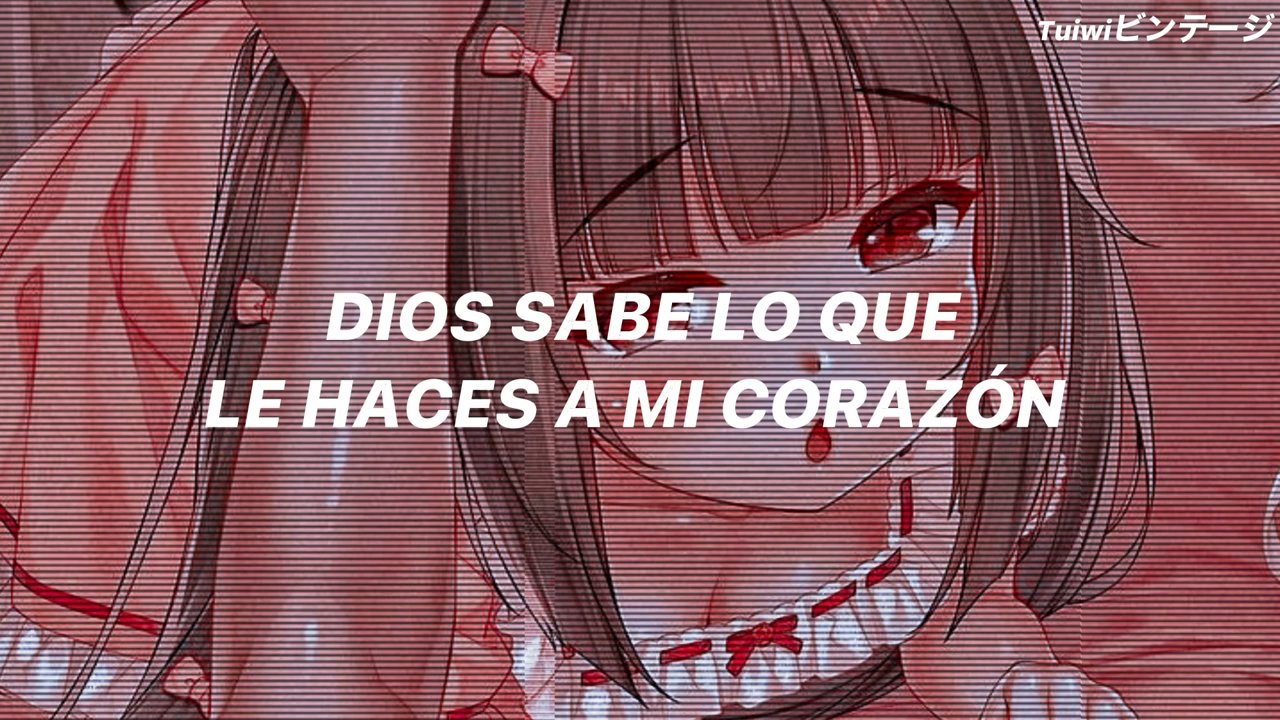 Tuiwiビンテージ
DIOS SABE LO QUE
LE HACES A MI CORAZÓN